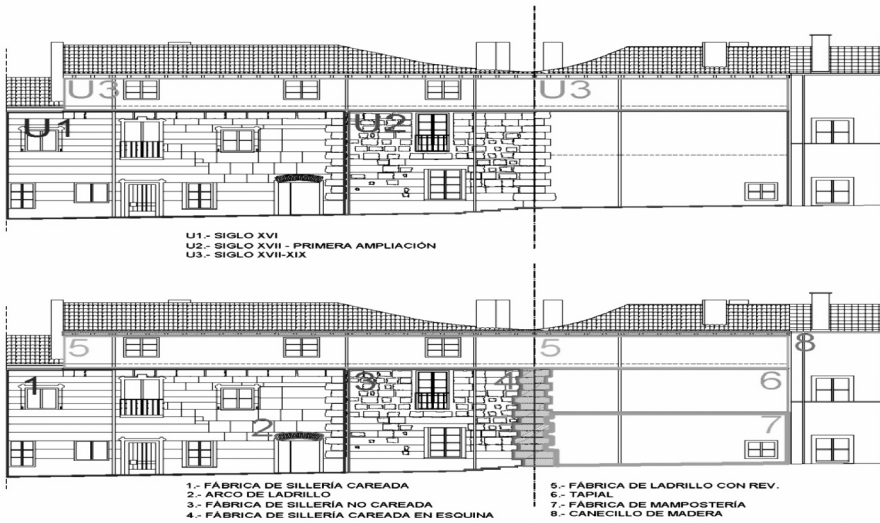 U3 U3
U1 U2
U1.- SIGLO XVI
U2.- SIGLO XVII - PRIMERA AMPLIACIÓN
U3.- SIGLO XVII-XIX
5 5 8
1 3 4 6
2 7
1.- FÁBRICA DE SILLERÍA CAREADA
2.- ARCO DE LADRILLO
3.- FÁBRICA DE SILLERÍA NO CAREADA
4.- FÁBRICA DE SILLERÍA CAREADA EN ESQUINA
5.- FÁBRICA DE LADRILLO CON REV.
6.- TAPIAL
7.- FÁBRICA DE MAMPOSTERÍA
8.- CANECILLO DE MADERA